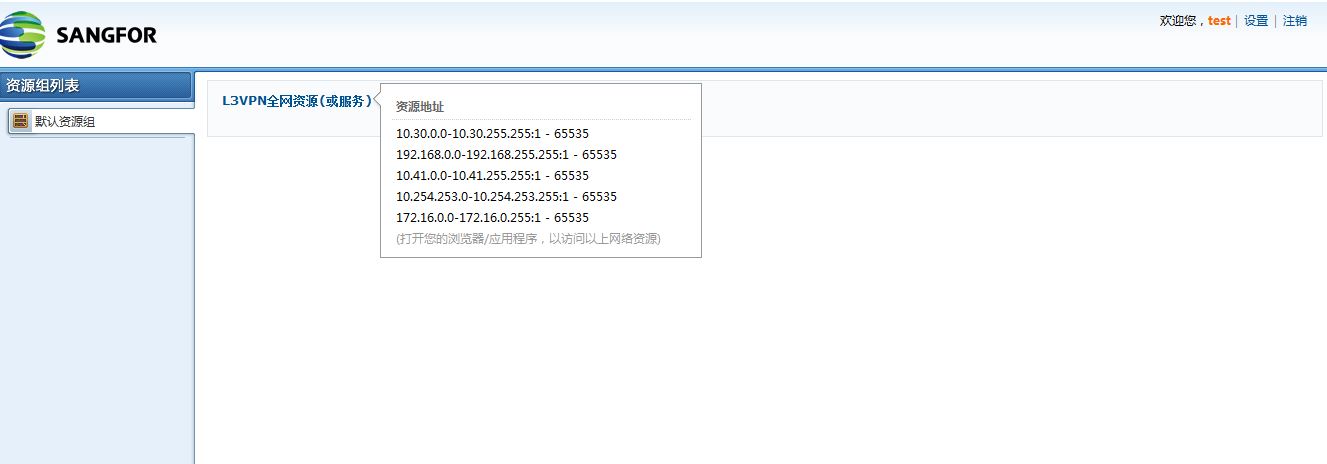 SANGFOR
欢迎您，test | 设置 | 注销
资源组列表
默认资源组
L3VPN全网资源(或服务)
资源地址
10.30.0.0-10.30.255.255:1 - 65535
192.168.0.0-192.168.255.255:1 - 65535
10.41.0.0-10.41.255.255:1 - 65535
10.254.253.0-10.254.253.255:1 - 65535
172.16.0.0-172.16.0.255:1 - 65535
(打开您的浏览器/应用程序，以访问以上网络资源)